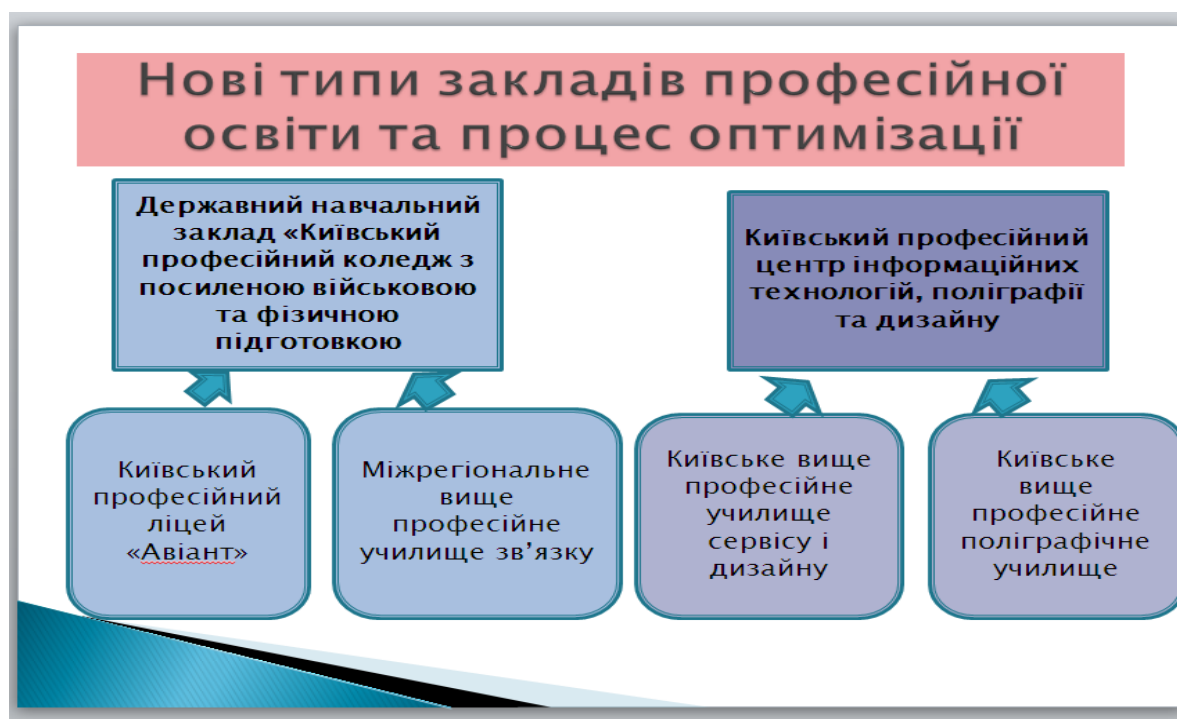 Нові типи закладів професійної
освіти та процес оптимізації
Державний навчальний
заклад «Київський
професійний коледж з
посиленою військовою
та фізичною
підготовкою
Київський професійний
центр інформаційних
технологій, поліграфії
та дизайну
Київський
професійний
ліцей
«Авіант»
Міжрегіональне
вище
професійне
училище зв’язку
Київське вище
професійне
училище
сервісу і
дизайну
Київське
вище
професійне
поліграфічне
училище